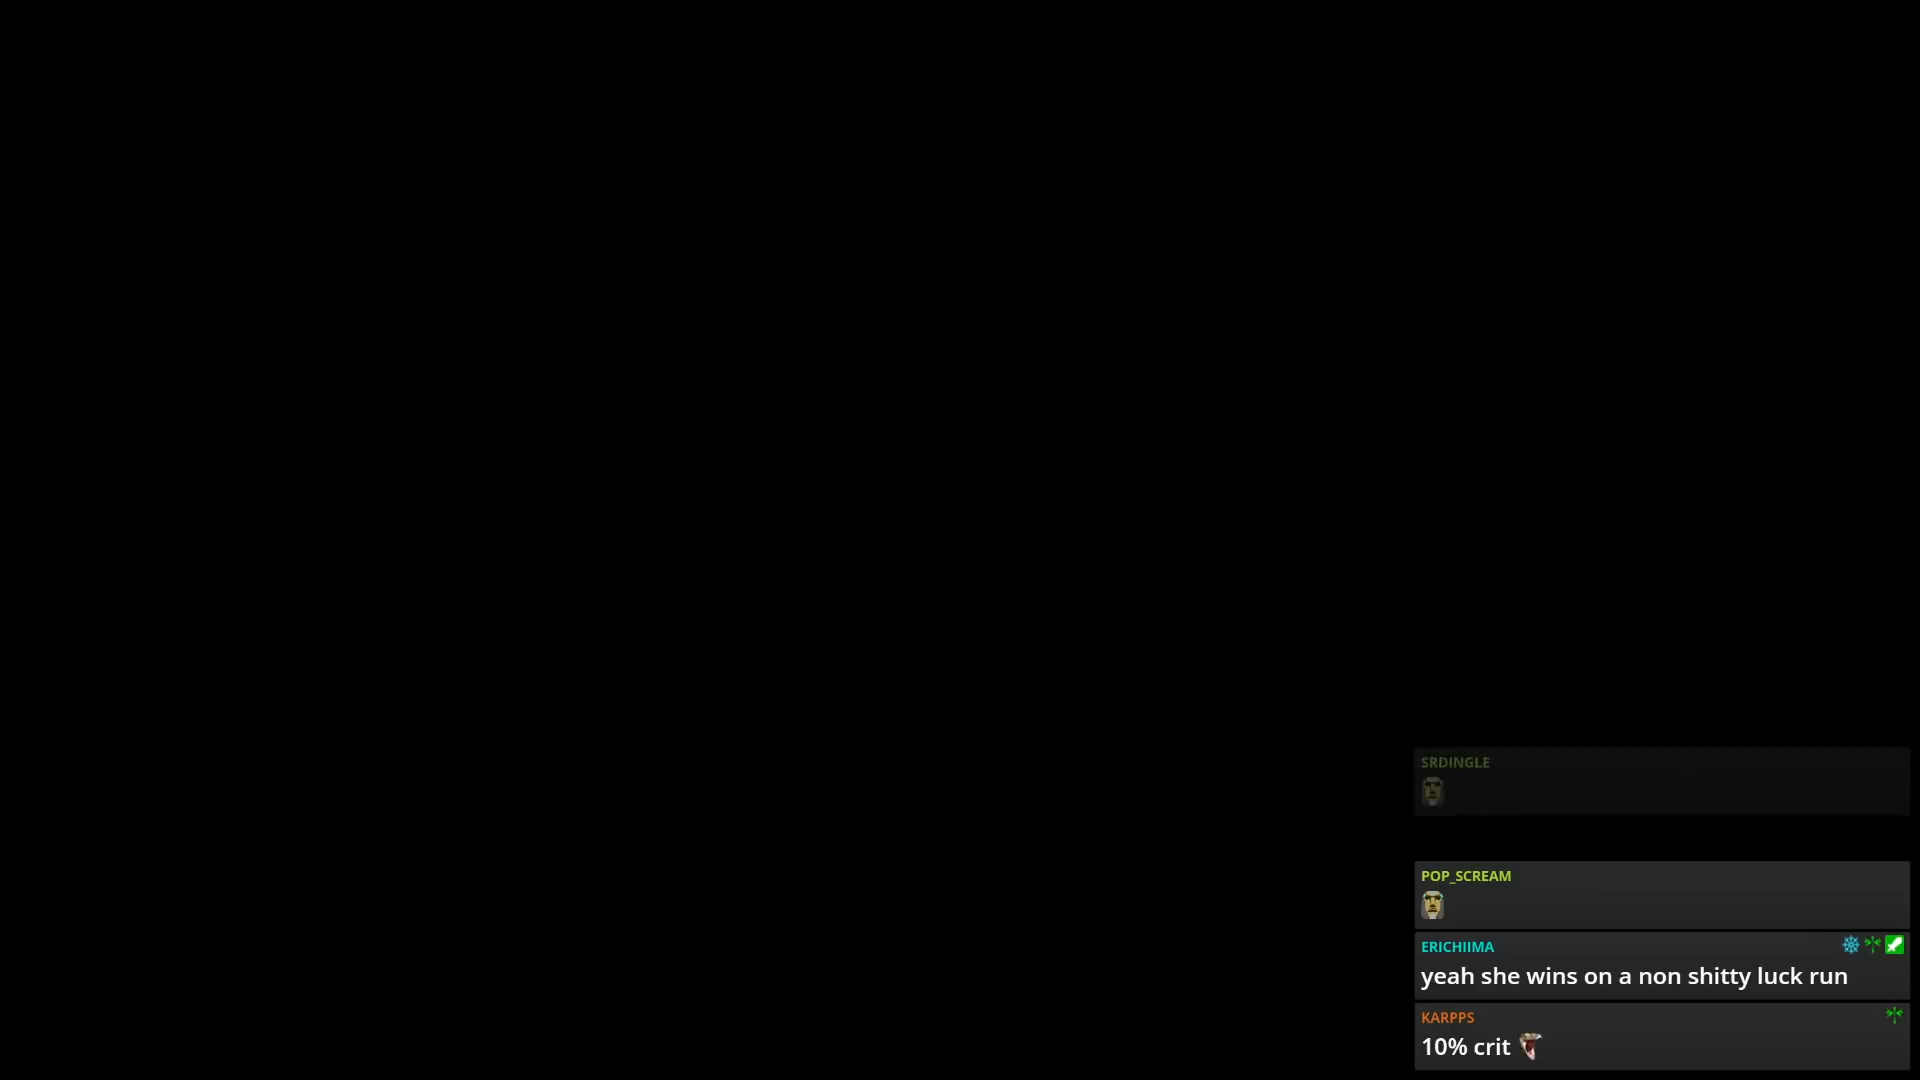 SRDINGLE
POP_SCREAM
ERICHIIMA
yeah she wins on a non shitty luck run
KARPPS
10% crit